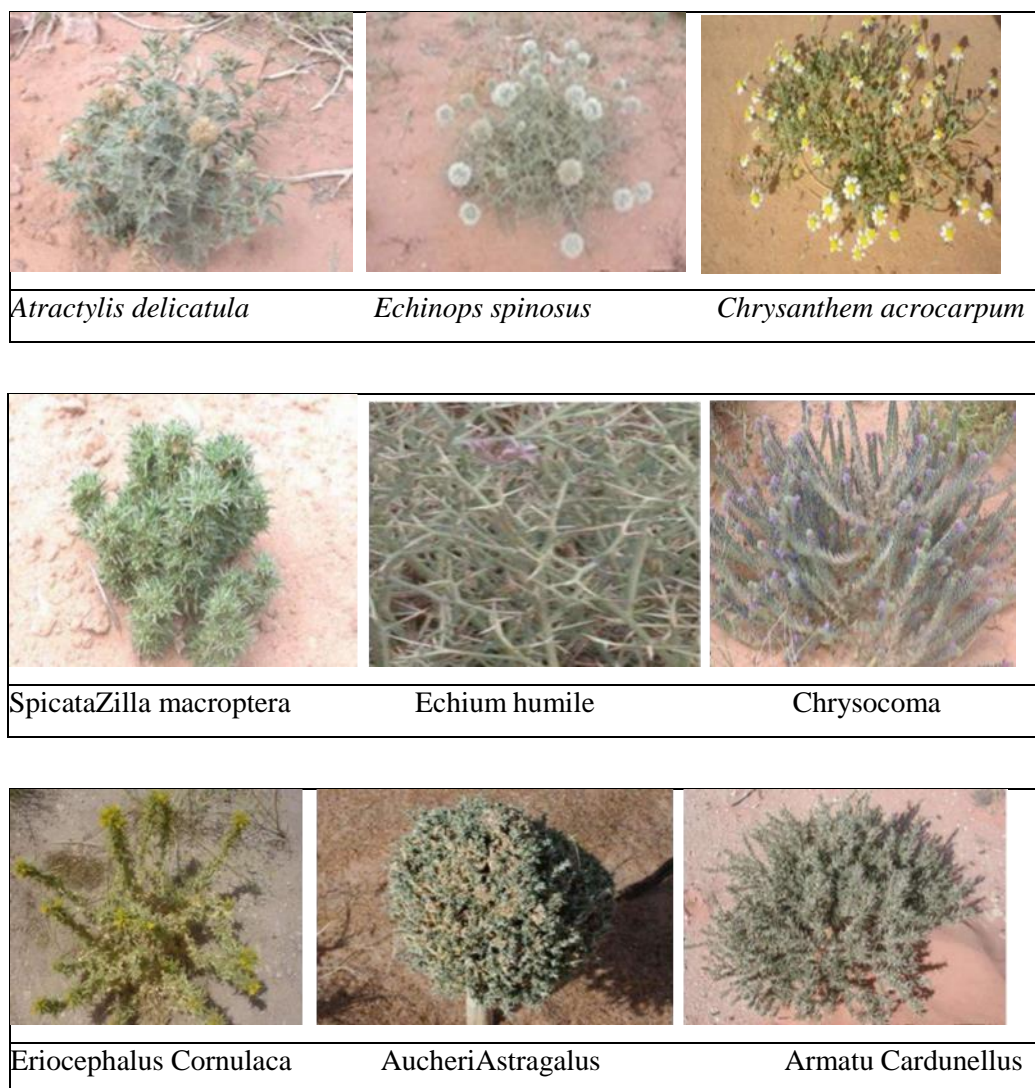 Atractylis delicatula Echinops spinosus Chrysanthem acrocarpum
SpicataZilla macroptera Echium humile Chrysocoma
Eriocephalus Cornulaca AucheriAstragalus Armatu Cardunellus